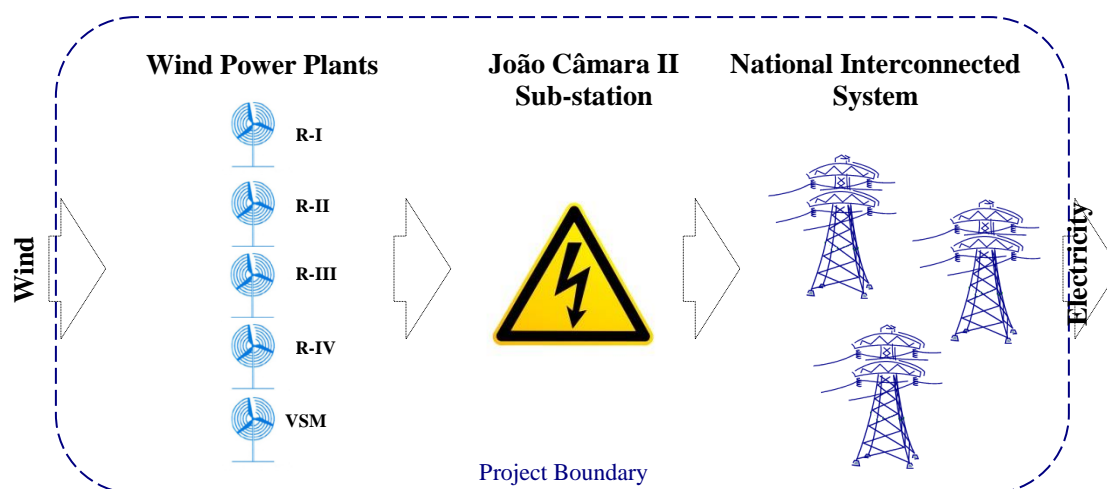 Wind Power Plants
João Câmara II
Sub-station
National Interconnected
System
R-I
R-II
R-III
R-IV
VSM
Wind
Electricity
Project Boundary